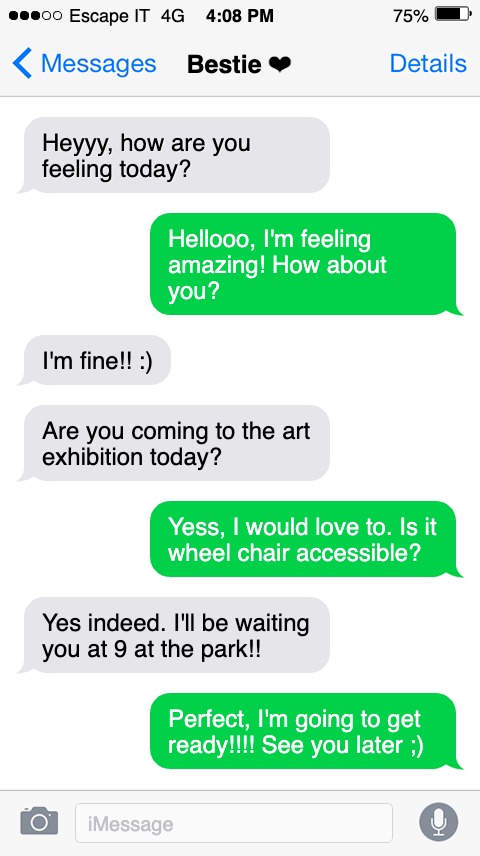 Escape IT 4G 4:08 PM 75%
Messages Bestie ❤ Details
Heyyy, how are you
feeling today?
Hellooo, I'm feeling
amazing! How about
you?
I'm fine!! :)
Are you coming to the art
exhibition today?
Yess, I would love to. Is it
wheel chair accessible?
Yes indeed. I'll be waiting
you at 9 at the park!!
Perfect, I'm going to get
ready!!!! See you later ;)
iMessage